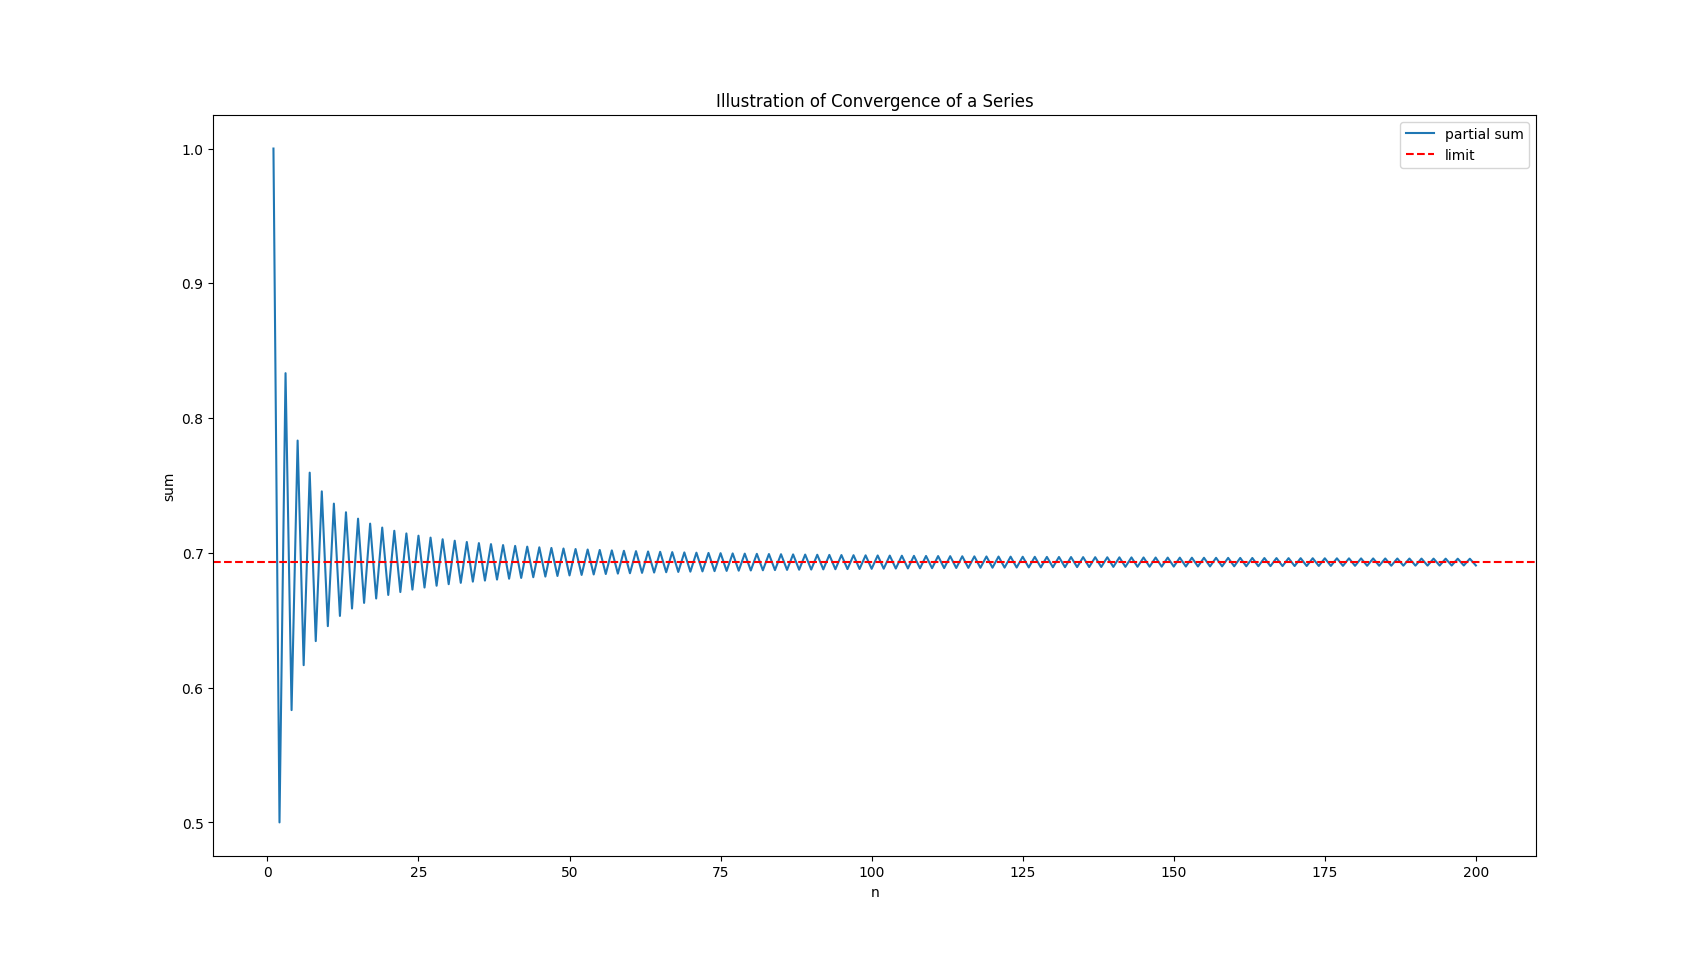 Illustration of Convergence of a Series
partial sum
limit
1.0
0.9
0.8
0.7
0.6
0.5
sum
0 25 50 75 100 125 150 175 200
n